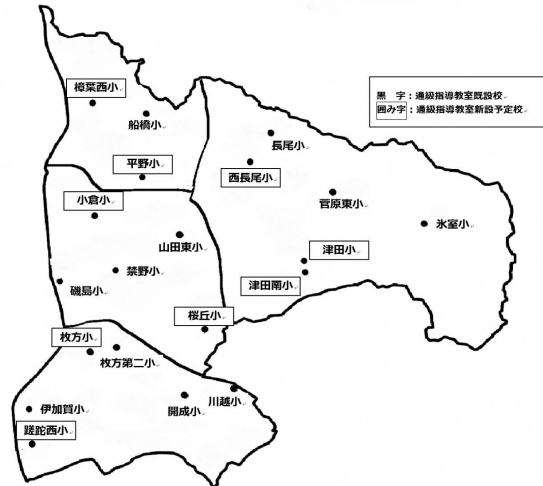 黒　字：通級指導教室既設校
囲み字：通級指導教室新設予定校
樟葉西小
船橋小
平野小
長尾小
西長尾小
菅原東小
氷室小
小倉小
山田東小
津田小
禁野小
津田南小
磯島小
桜丘小
枚方小
枚方第二小
川越小
開成小
伊加賀小
蹉跎西小